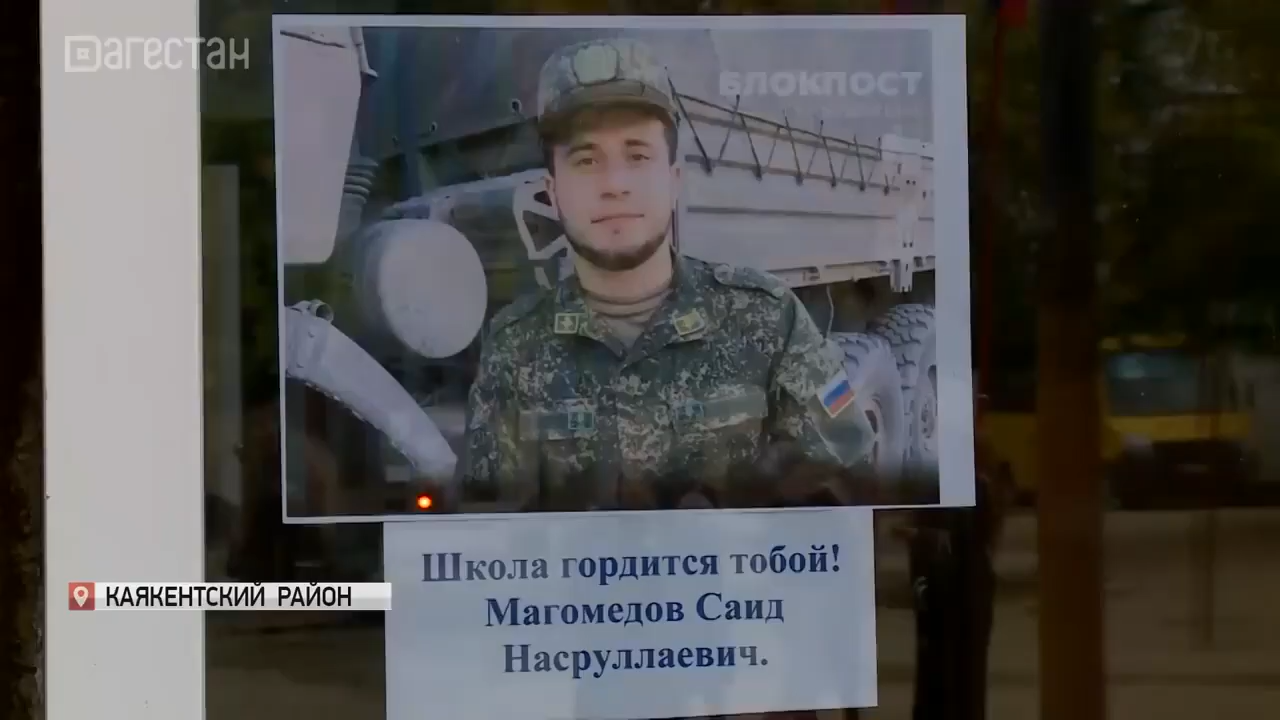 дагестан
БЛОКПОСТ
Школа гордится тобой!
Магомедов Саид
Насруллаевич.
КАЯКЕНТСКИЙ РАЙОН